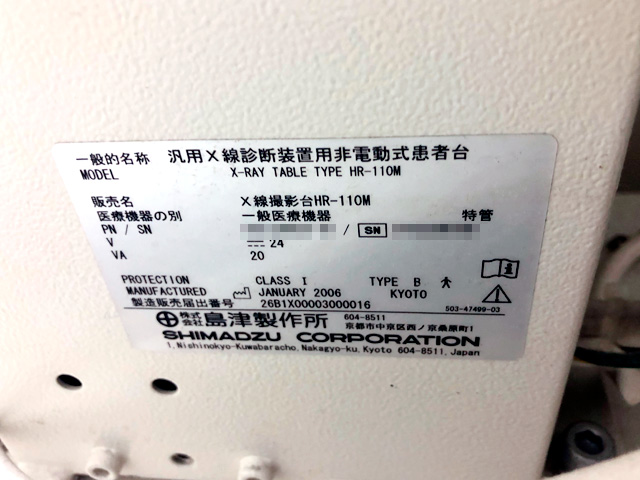 一般的名称 汎用X線診断装置用非電動式患者台
MODEL X-RAY TABLE TYPE HR-110M
販売名 X線撮影台HR-110M
医療機器の別 一般医療機器 特管
PN / SN / SN
V 24
VA 20
PROTECTION CLASS I TYPE B
MANUFACTURED JANUARY 2006 KYOTO
製造販売届出番号 26B1X00003000016 503-47499-03
株式会社 島津製作所 604-8511
京都市中京区西ノ京桑原町1
SHIMADZU CORPORATION
1, Nishinokyo-Kuwabaracho, Nakagyo-ku, Kyoto 604-8511, Japan